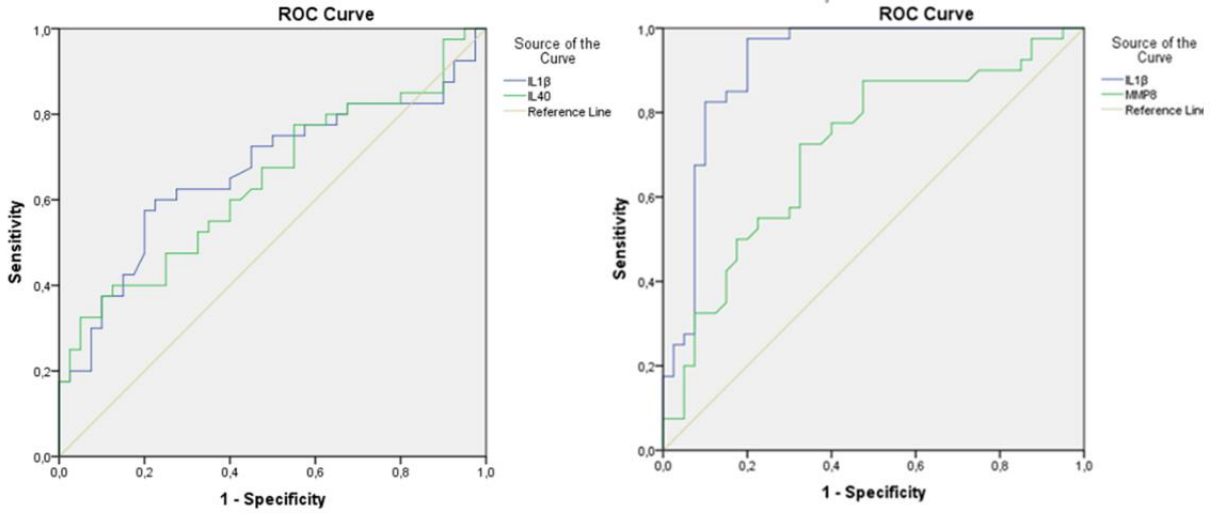 ROC Curve
Source of the
Curve
IL1β
IL40
Reference Line
1,0
0,8
0,6
0,4
0,2
0,0
Sensitivity
0,0 0,2 0,4 0,6 0,8 1,0
1 - Specificity
ROC Curve
Source of the
Curve
IL1β
MMP8
Reference Lin
1,0
0,8
0,6
0,4
0,2
0,0
Sensitivity
0,0 0,2 0,4 0,6 0,8 1,0
1 - Specificity